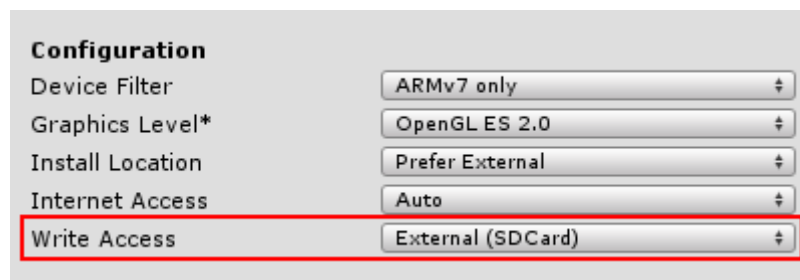 Configuration
Device Filter ARMv7 only
Graphics Level* OpenGL ES 2.0
Install Location Prefer External
Internet Access Auto
Write Access External (SDCard)